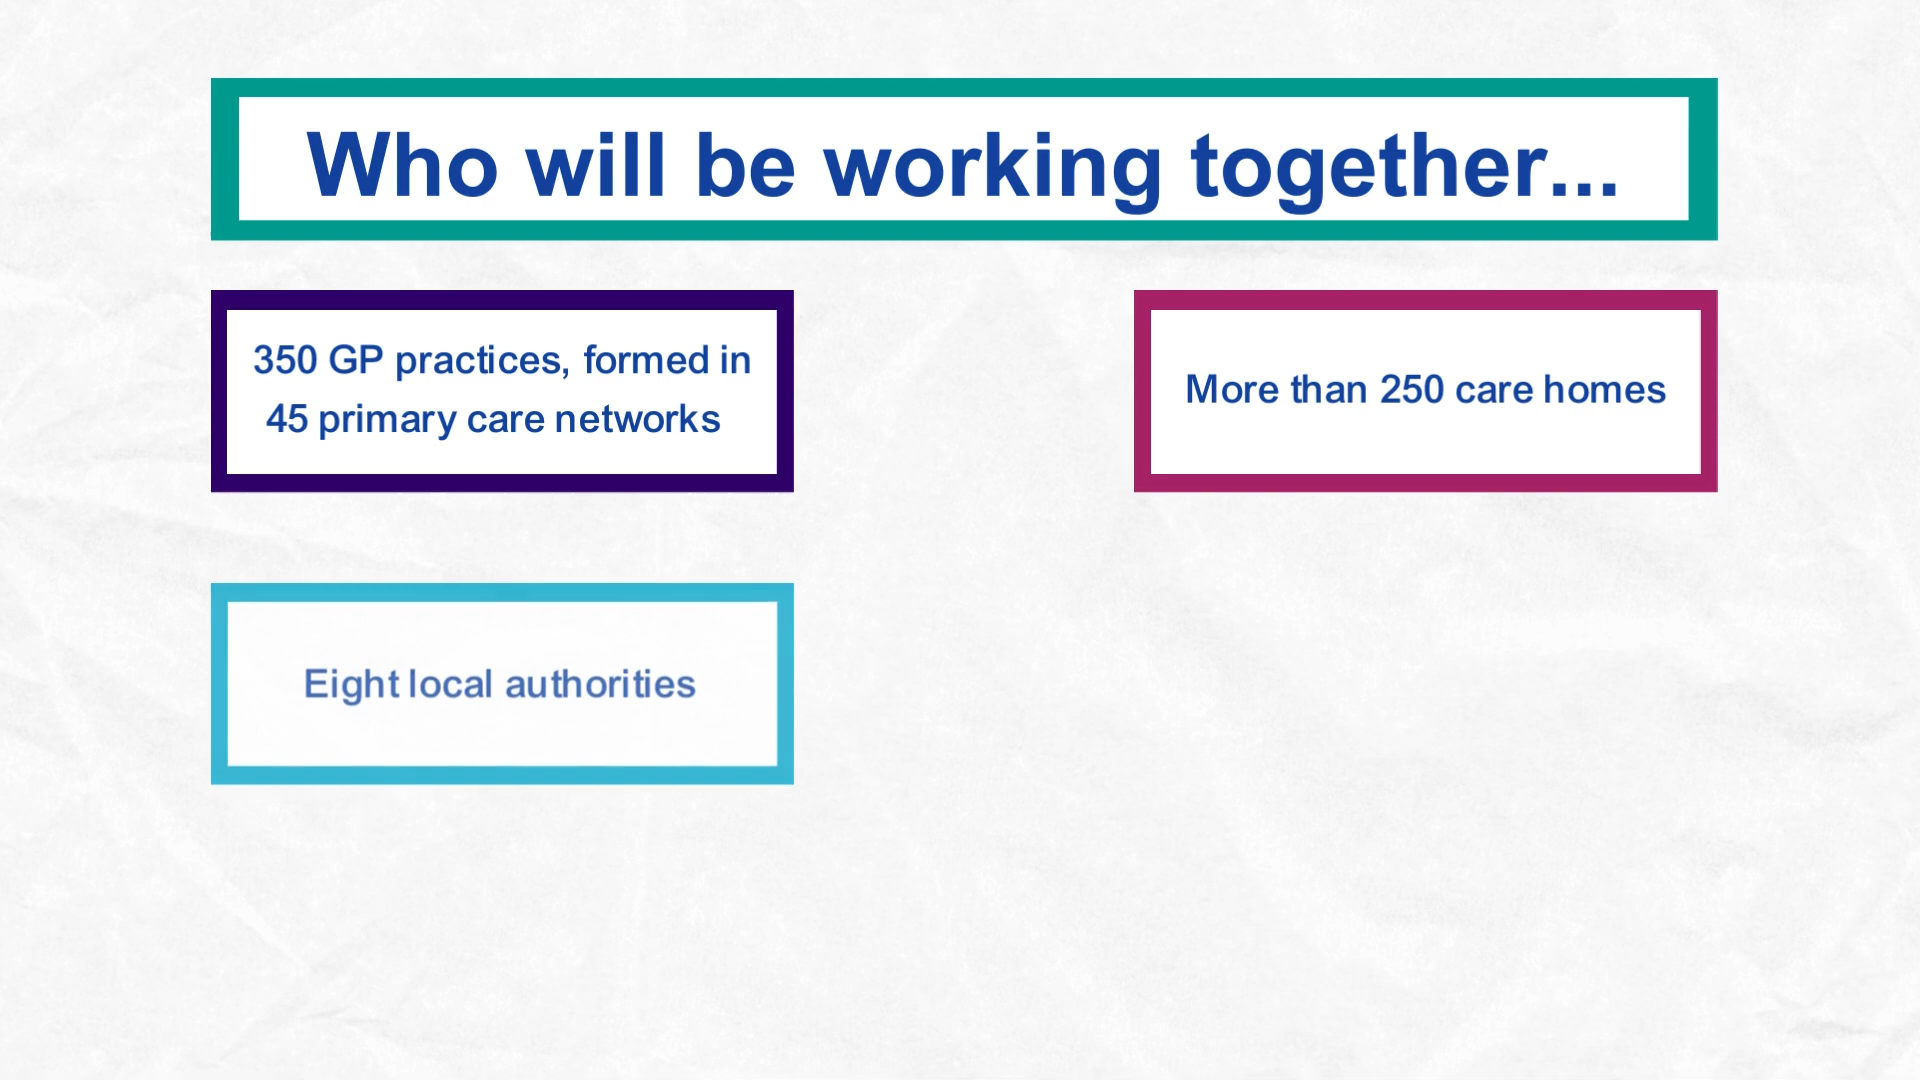 Who will be working together...
350 GP practices, formed in
45 primary care networks
More than 250 care homes
Eight local authorities